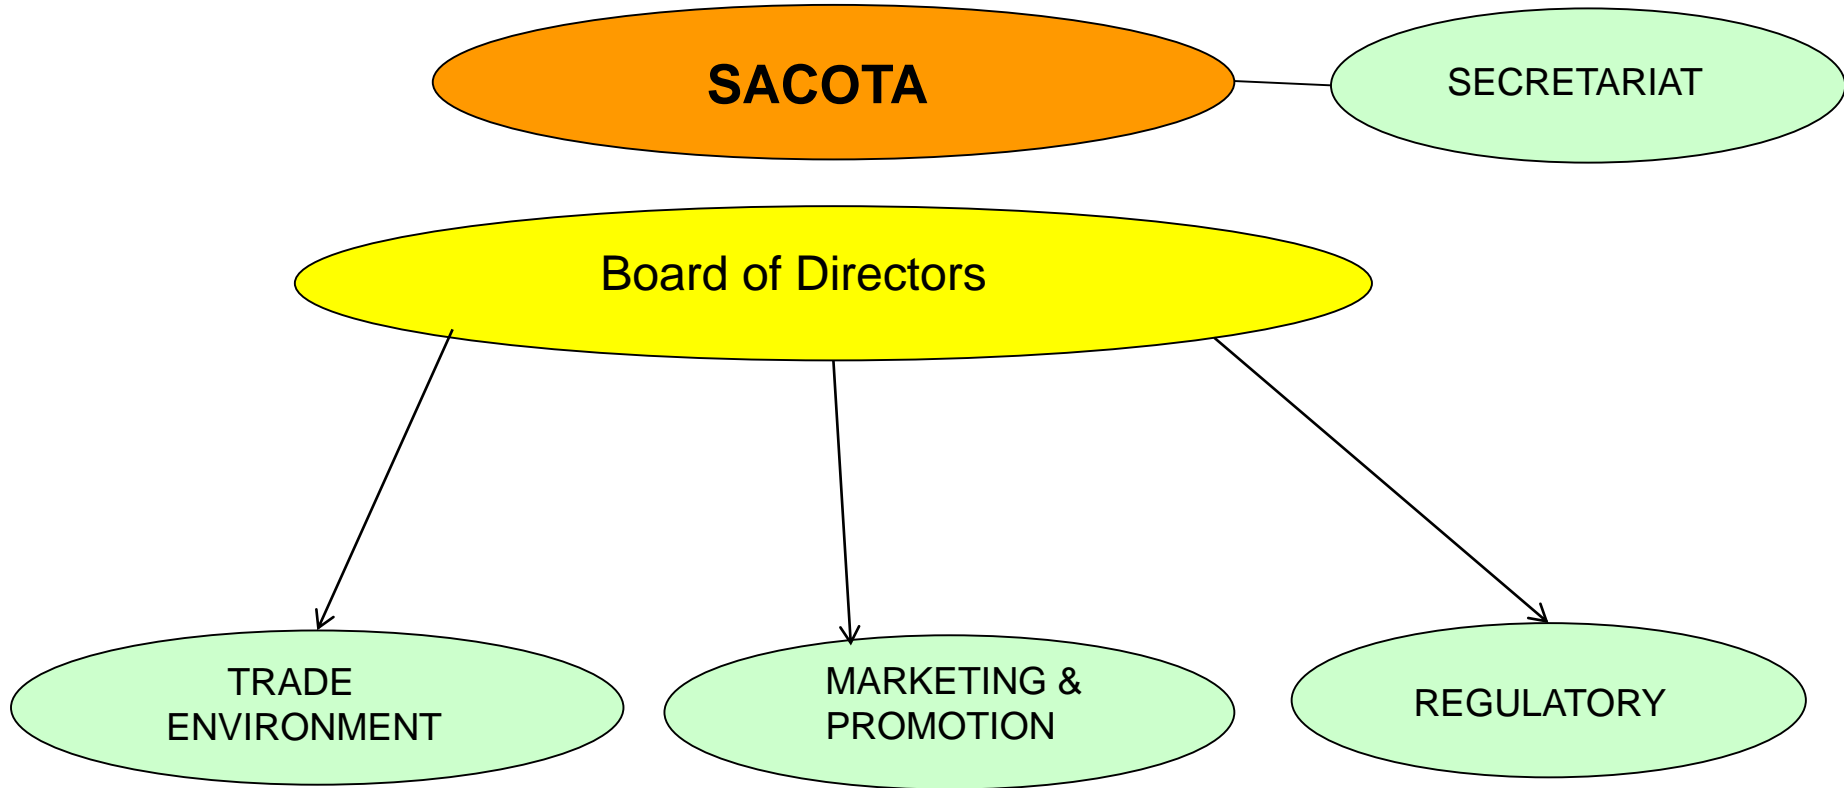 SACOTA
SECRETARIAT
Board of Directors
TRADE
ENVIRONMENT
MARKETING &
PROMOTION
REGULATORY